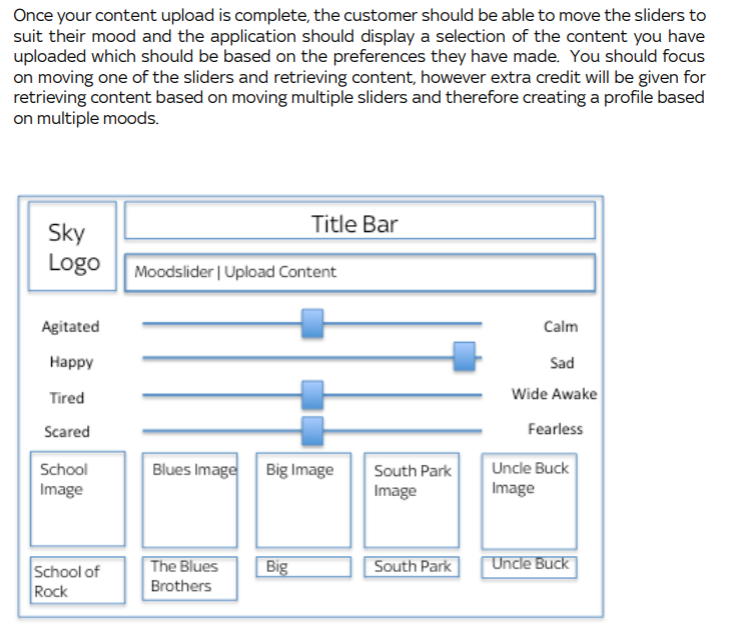 Once your content upload is complete, the customer should be able to move the sliders to
suit their mood and the application should display a selection of the content you have
uploaded which should be based on the preferences they have made.  You should focus
on moving one of the sliders and retrieving content, however extra credit will be given for
retrieving content based on moving multiple sliders and therefore creating a profile based
on multiple moods.
Sky
Logo
Title Bar
Moodslider | Upload Content
Agitated
Calm
Happy
Sad
Tired
Wide Awake
Scared
Fearless
School
Image
Blues Image
Big Image
South Park
Image
Uncle Buck
Image
School of
Rock
The Blues
Brothers
Big
South Park
Uncle Buck